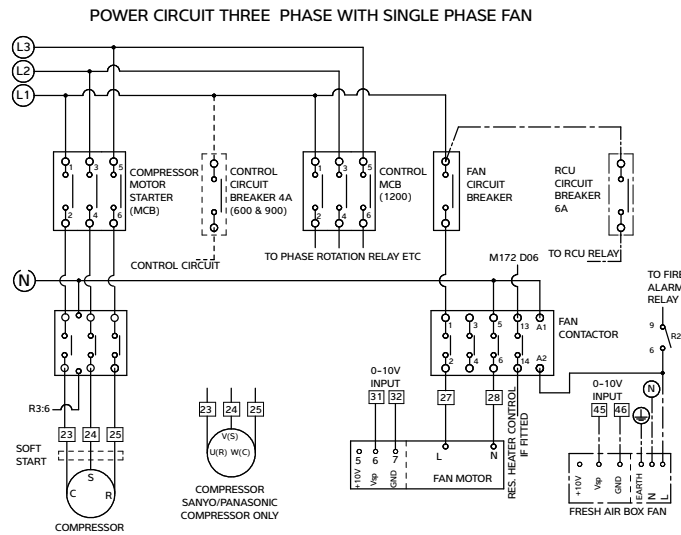 POWER CIRCUIT THREE PHASE WITH SINGLE PHASE FAN
L3
L2
L1
1 3 5
2 4 6
COMPRESSOR
MOTOR
STARTER
(MCB)
CONTROL
CIRCUIT
BREAKER 4A
(600 & 900)
1 3 5
2 4 6
CONTROL
MCB
(1200)
FAN
CIRCUIT
BREAKER
RCU
CIRCUIT
BREAKER
6A
CONTROL CIRCUIT
TO PHASE ROTATION RELAY ETC
TO RCU RELAY
M172 D06
N
TO FIRE
ALARM
RELAY
9
R2
6
1 3 5 13 A1
2 4 6 14 A2
FAN
CONTACTOR
R3:6
23 24 25
SOFT
START
S
C R
COMPRESSOR
23 24 25
V(S)
U(R) W(C)
COMPRESSOR
SANYO/PANASONIC
COMPRESSOR ONLY
0-10V
INPUT
31 32
27
28
5 6 7
+10V
Vsp
GND
L
N
FAN MOTOR
RES. HEATER CONTROL
IF FITTED
0-10V
INPUT
45 46
N
+10V
Vsp
GND
EARTH
N
L
FRESH AIR BOX FAN